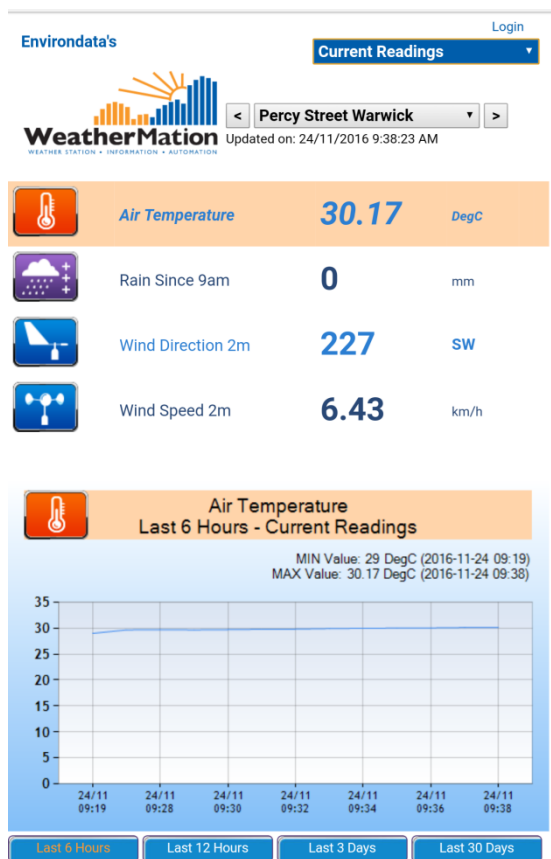 Login
Environdata's
Current Readings
< Percy Street Warwick >
WeatherMation
WEATHER STATION • INFORMATION • AUTOMATION
Updated on: 24/11/2016 9:38:23 AM
Air Temperature 30.17 DegC
Rain Since 9am 0 mm
Wind Direction 2m 227 SW
Wind Speed 2m 6.43 km/h
Air Temperature
Last 6 Hours - Current Readings
MIN Value: 29 DegC (2016-11-24 09:19)
MAX Value: 30.17 DegC (2016-11-24 09:38)
35
30
25
20
15
10
5
0
24/11 24/11 24/11 24/11 24/11 24/11 24/11
09:19 09:28 09:30 09:32 09:34 09:36 09:38
Last 6 Hours Last 12 Hours Last 3 Days Last 30 Days